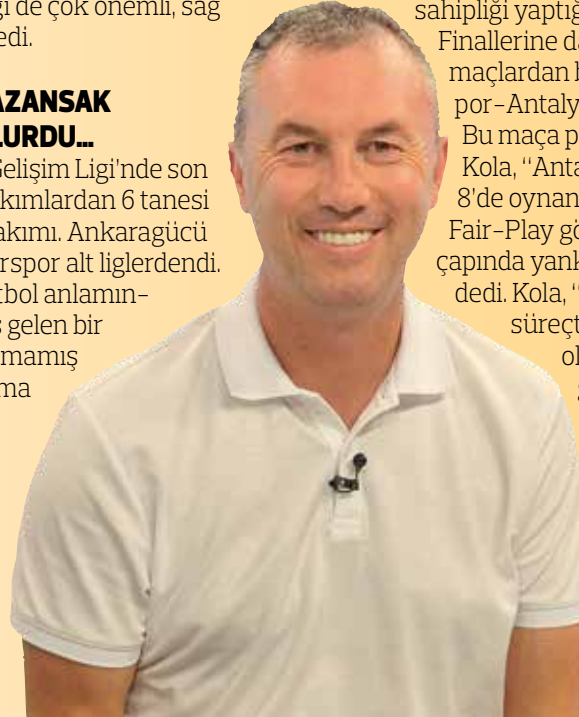 de çok önemli, sağ
AZANSAK
LURDU...
Gelişim Ligi’nde son
kımlardan 6 tanesi
akımı. Ankaragücü
rspor alt liglerdendi.
tbol anlamın-
gelen bir
mamış
ma
sahipliği yaptığ
Finallerine da
maçlardan b
por-Antaly
Bu maça p
Kola, “Anta
8’de oynan
Fair-Play gö
çapında yank
dedi. Kola, “
süreçt
ol